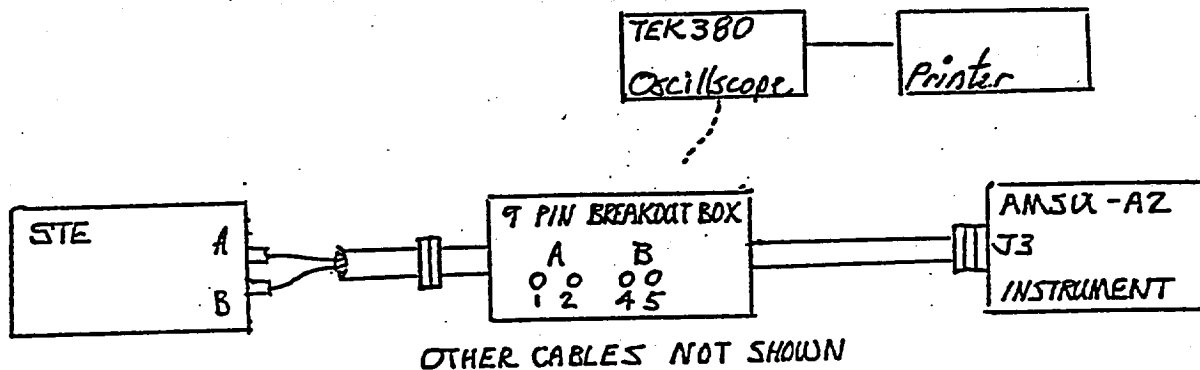 TEK380
Oscillscope
Printer
STE
A
B
9 PIN BREAKOUT BOX
A B
1 2 4 5
AMSU-A2
J3
INSTRUMENT
OTHER CABLES NOT SHOWN